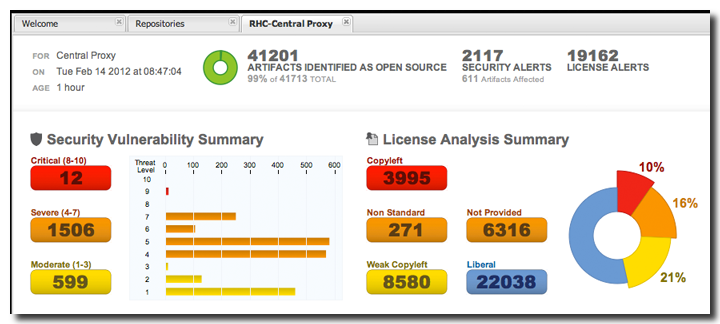 Welcome
Repositories
RHC-Central Proxy
FOR Central Proxy
ON Tue Feb 14 2012 at 08:47:04
AGE 1 hour
41201
ARTIFACTS IDENTIFIED AS OPEN SOURCE
99% of 41713 TOTAL
2117
SECURITY ALERTS
611 Artifacts Affected
19162
LICENSE ALERTS
Security Vulnerability Summary
Critical (8-10)
12
Severe (4-7)
1506
Moderate (1-3)
599
Threat
Level
0 100 200 300 400 500 600
10
9
8
7
6
5
4
3
2
1
License Analysis Summary
Copyleft
3995
Non Standard
271
Not Provided
6316
Weak Copyleft
8580
Liberal
22038
10%
16%
21%